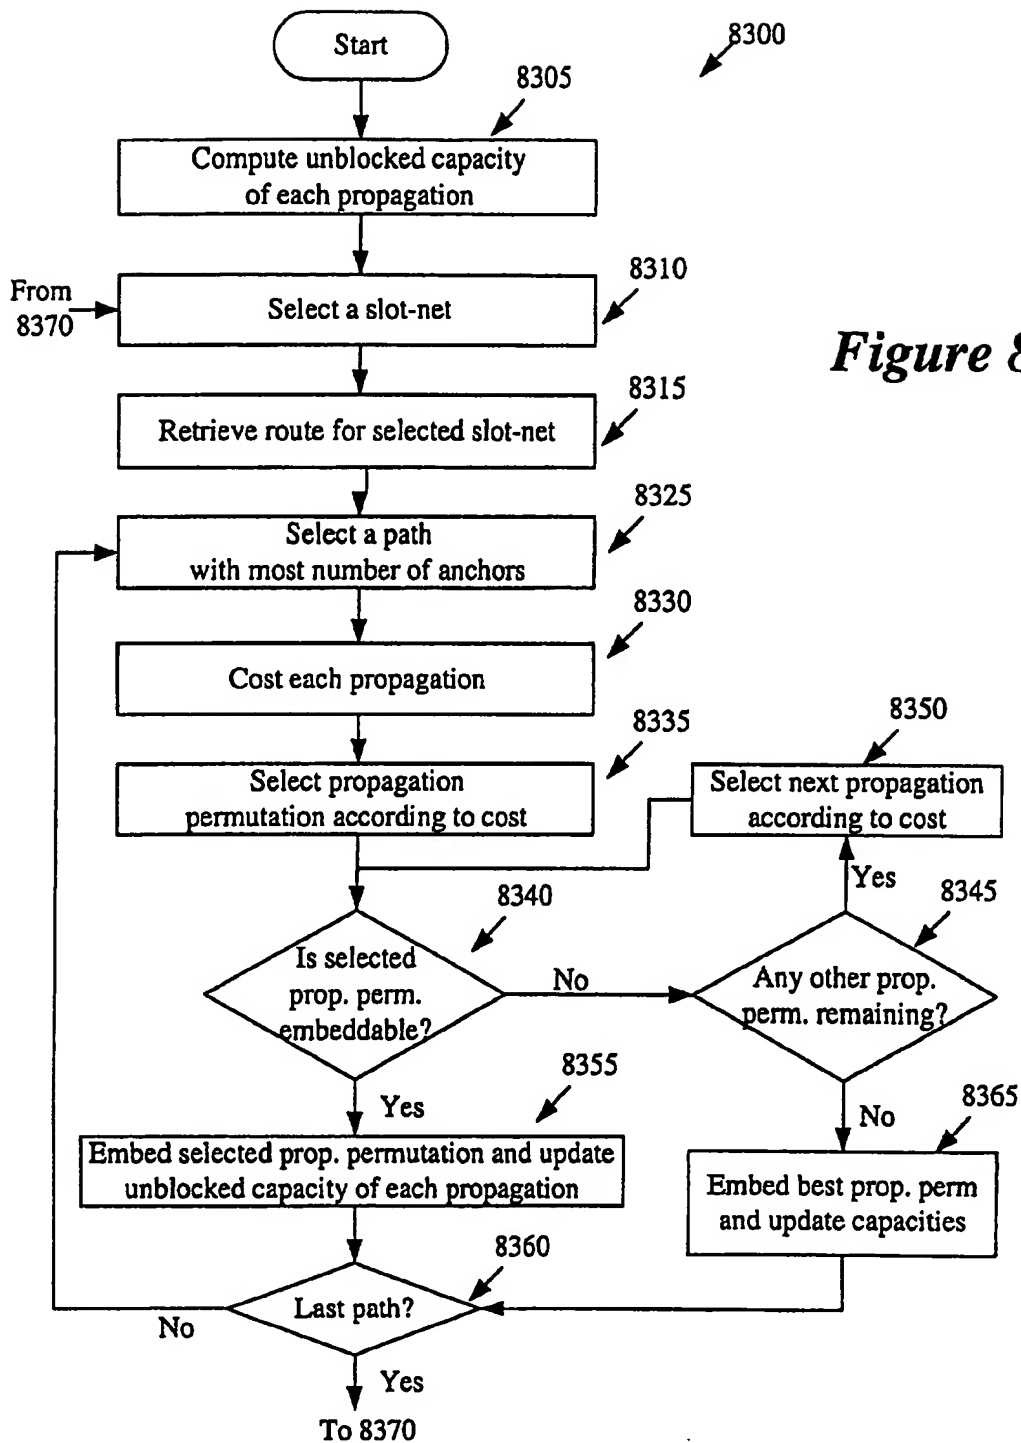 Start
8300
8305
Compute unblocked capacity
of each propagation
From
8370
8310
Select a slot-net
Figure 8
8315
Retrieve route for selected slot-net
8325
Select a path
with most number of anchors
8330
Cost each propagation
8335
Select propagation
permutation according to cost
8350
Select next propagation
according to cost
Yes
8340
Is selected
prop. perm.
embeddable?
No
8345
Any other prop.
perm. remaining?
Yes
8355
No
8365
Embed selected prop. permutation and update
unblocked capacity of each propagation
Embed best prop. perm
and update capacities
8360
Last path?
No
Yes
To 8370